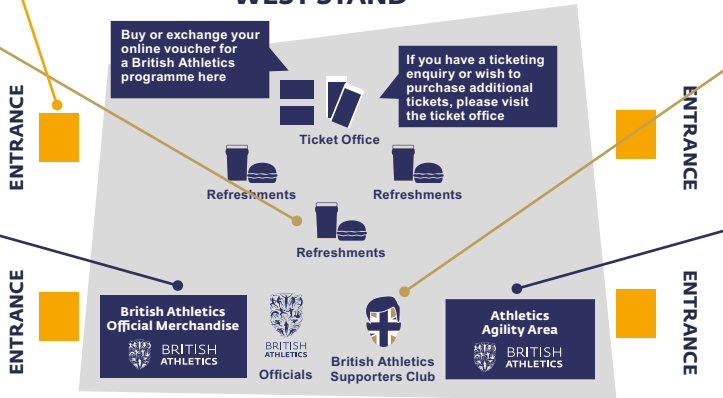 WEST STAND
Buy or exchange your
online voucher for
a British Athletics
programme here
If you have a ticketing
enquiry or wish to
purchase additional
tickets, please visit
the ticket office
Ticket Office
ENTRANCE
ENTRANCE
Refreshments
Refreshments
Refreshments
ENTRANCE
ENTRANCE
British Athletics
Official Merchandise
BRITISH
ATHLETICS
BRITISH
ATHLETICS
Officials
British Athletics
Supporters Club
Athletics
Agility Area
BRITISH
ATHLETICS